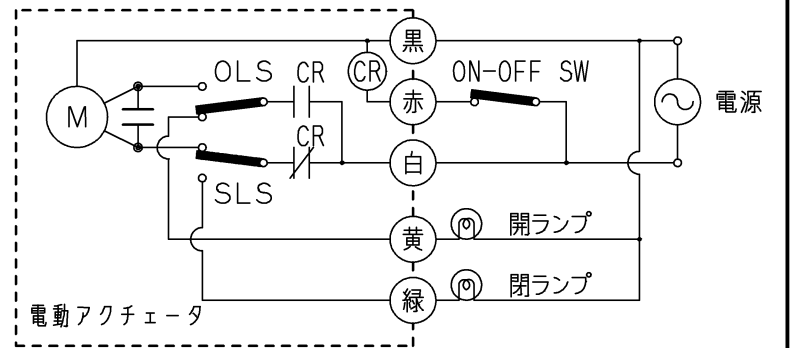 黒
OLS
CR
CR
M
赤
ON-OFF SW
電源
CR
白
SLS
黄
開ランプ
緑
閉ランプ
電動アクチェータ